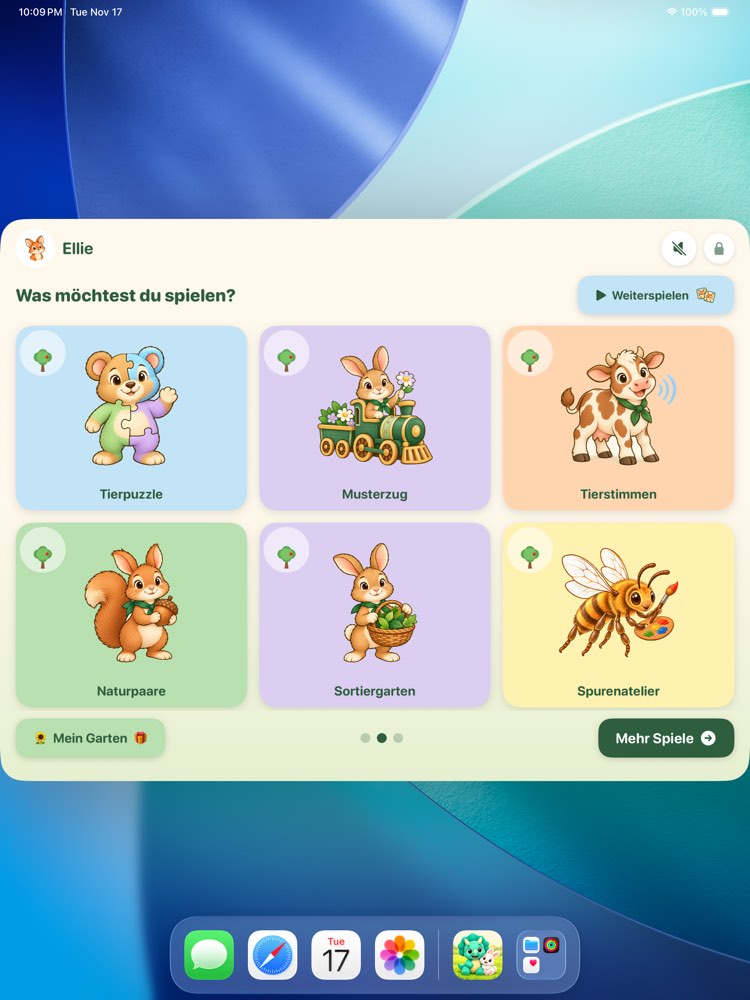 10:09 PM Tue Nov 17
100%
Ellie
Was möchtest du spielen?
Weiterspielen
Tierpuzzle
Musterzug
Tierstimmen
Naturpaare
Sortiergarten
Spurenatelier
Mein Garten
Mehr Spiele
Tue
17